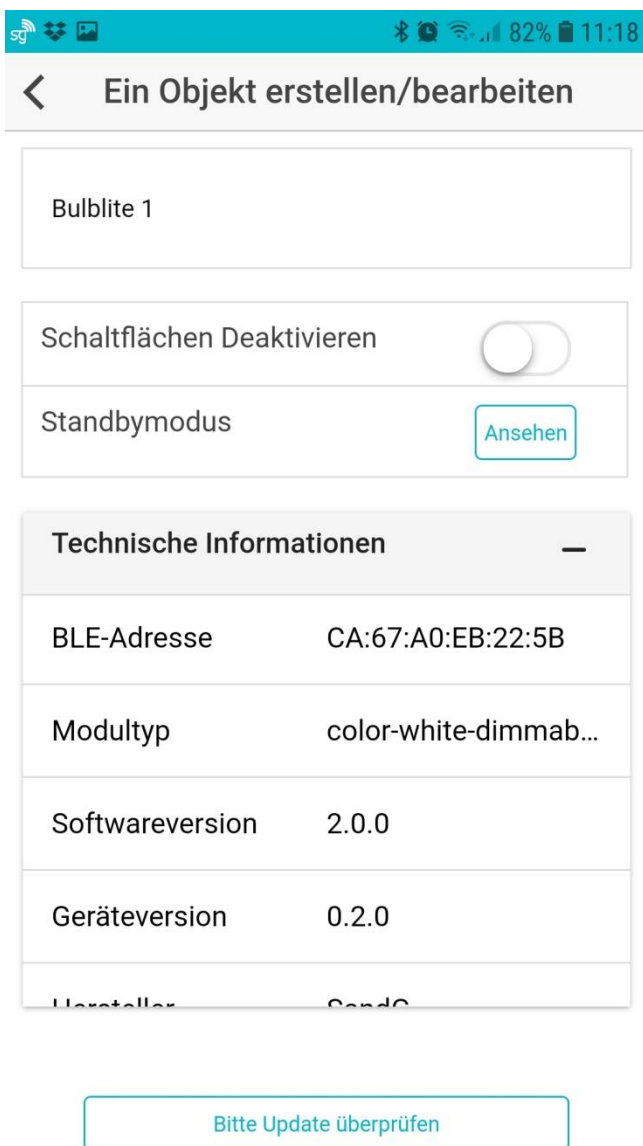 sg 82% 11:18
Ein Objekt erstellen/bearbeiten
Bulblite 1
Schaltflächen Deaktivieren
Standbymodus Ansehen
Technische Informationen
BLE-Adresse CA:67:A0:EB:22:5B
Modultyp color-white-dimmab...
Softwareversion 2.0.0
Geräteversion 0.2.0
Hersteller
Bitte Update überprüfen